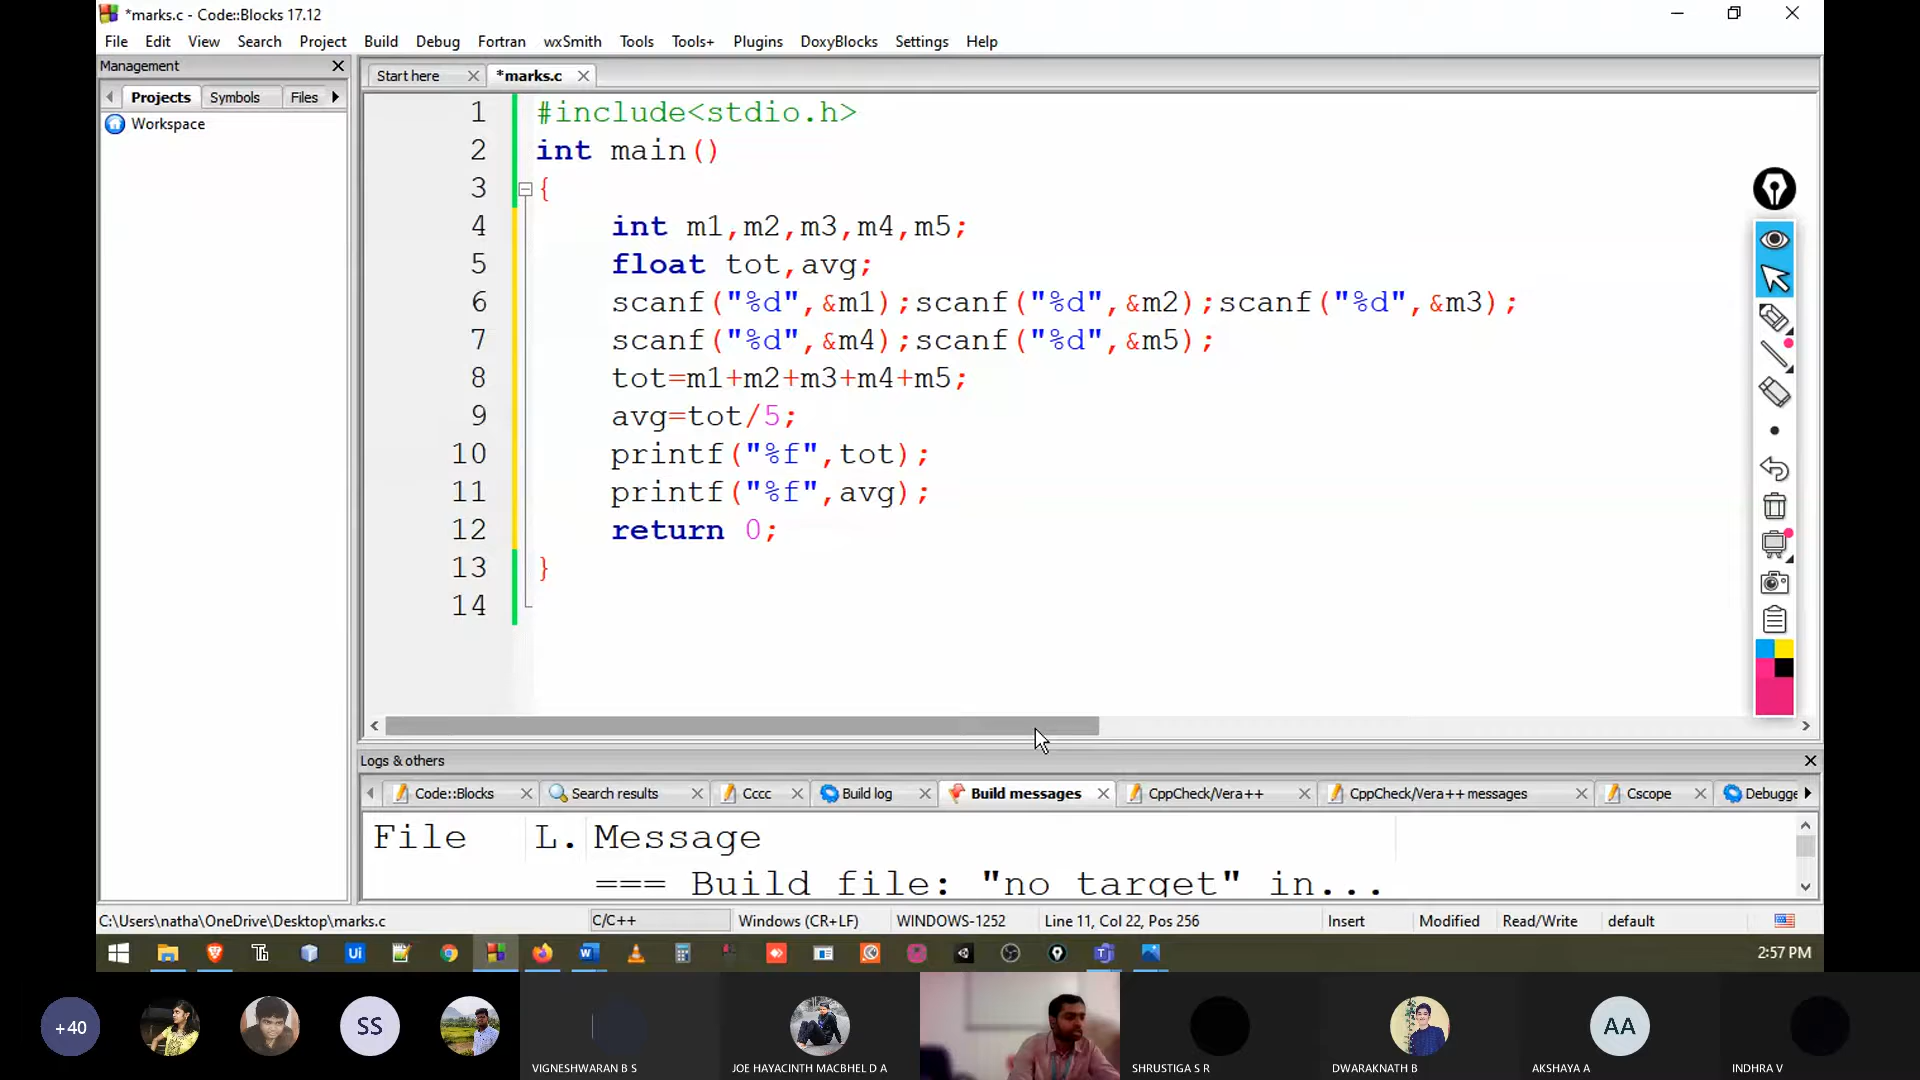 *marks.c - Code::Blocks 17.12
File Edit View Search Project Build Debug Fortran wxSmith Tools Tools+ Plugins DoxyBlocks Settings Help
Management
Projects Symbols Files
Workspace
Start here *marks.c
1 #include<stdio.h>
2 int main()
3 {
4 int m1,m2,m3,m4,m5;
5 float tot,avg;
6 scanf("%d",&m1);scanf("%d",&m2);scanf("%d",&m3);
7 scanf("%d",&m4);scanf("%d",&m5);
8 tot=m1+m2+m3+m4+m5;
9 avg=tot/5;
10 printf("%f",tot);
11 printf("%f",avg);
12 return 0;
13 }
14
Logs & others
Code::Blocks Search results Cccc Build log Build messages CppCheck/Vera++ CppCheck/Vera++ messages Cscope Debugge
File L. Message
=== Build file: "no target" in...
C:\Users\natha\OneDrive\Desktop\marks.c C/C++ Windows (CR+LF) WINDOWS-1252 Line 11, Col 22, Pos 256 Insert Modified Read/Write default
2:57 PM
+40 SS AA
VIGNESHWARAN B S JOE HAYACINTH MACBHEL D A SHRUSTIGA S R DWARAKNATH B AKSHAYA A INDHRA V